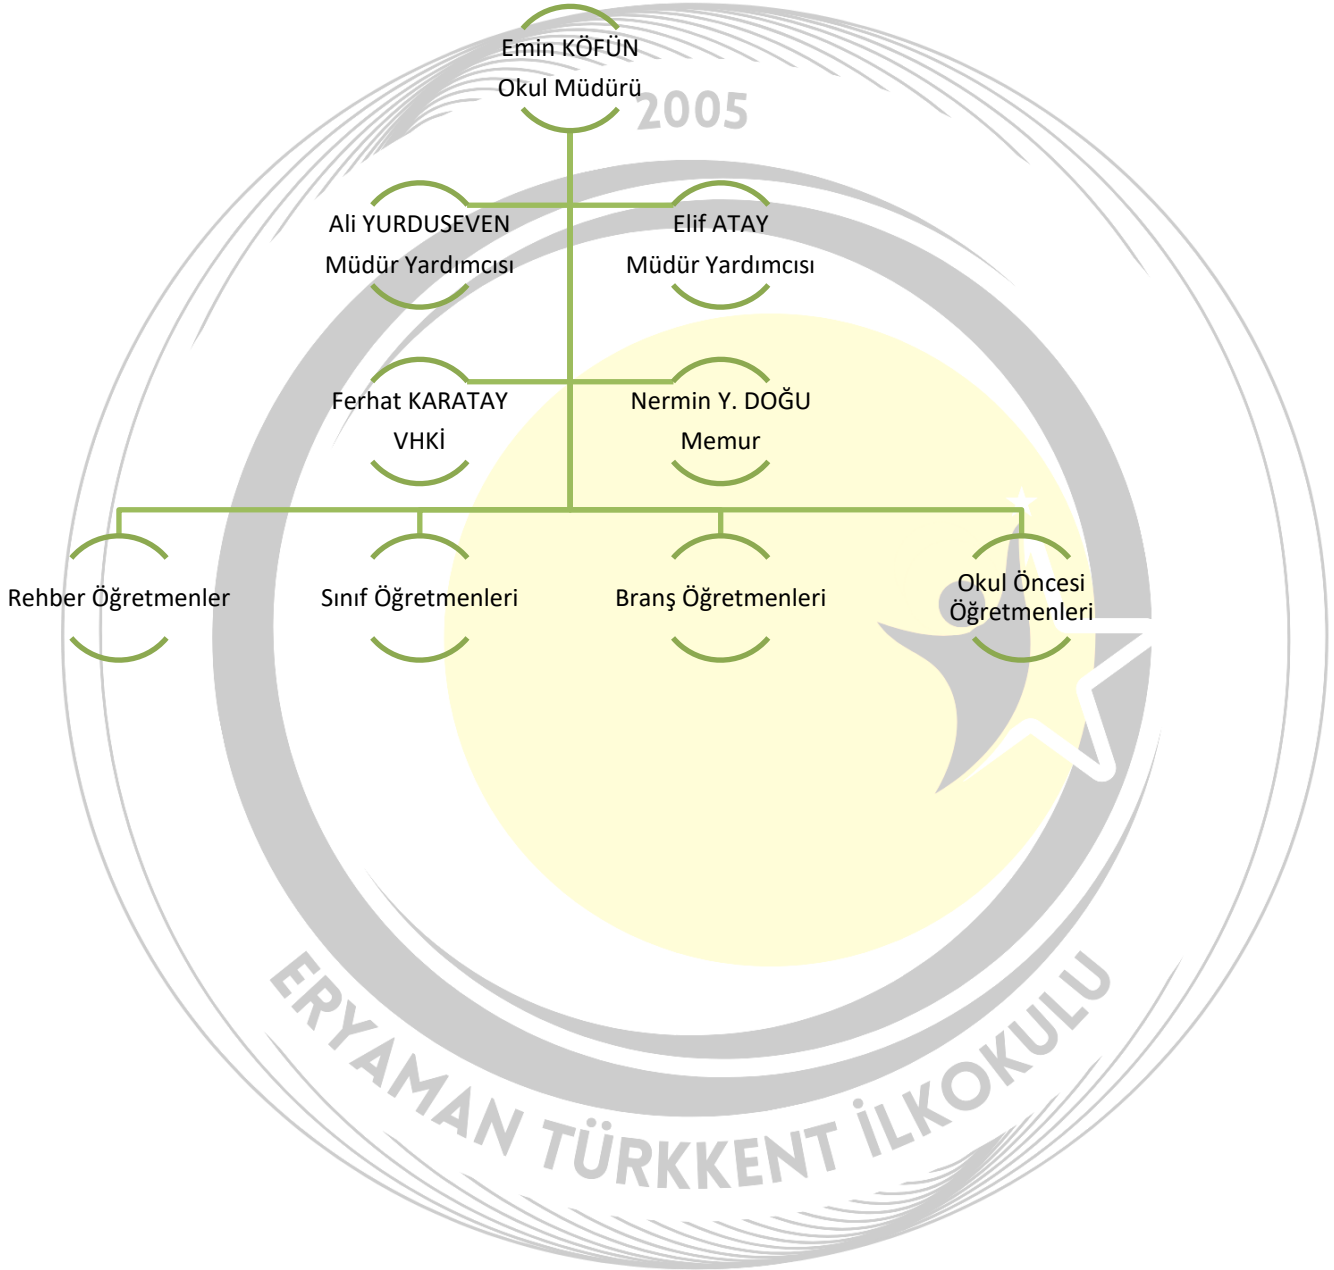 Emin KÖFÜN
Okul Müdürü
2005
Ali YURDUSEVEN
Müdür Yardımcısı
Elif ATAY
Müdür Yardımcısı
Ferhat KARATAY
VHKİ
Nermin Y. DOĞU
Memur
Rehber Öğretmenler
Sınıf Öğretmenleri
Branş Öğretmenleri
Okul Öncesi
Öğretmenleri
ERYAMAN TÜRKKENT İLKOKULU